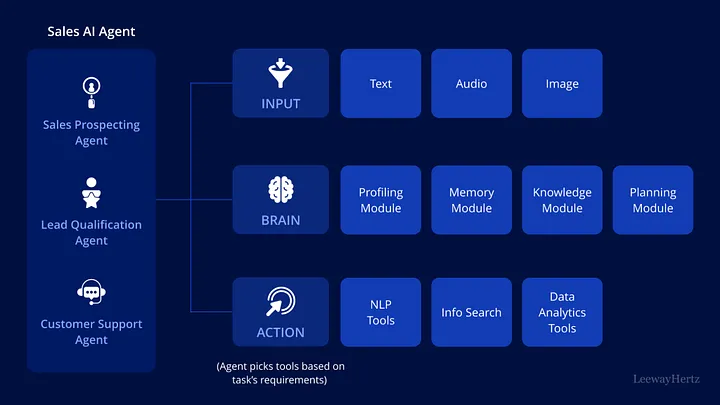 Sales AI Agent
Sales Prospecting
Agent
Lead Qualification
Agent
Customer Support
Agent
INPUT
Text
Audio
Image
BRAIN
Profiling
Module
Memory
Module
Knowledge
Module
Planning
Module
ACTION
NLP
Tools
Info Search
Data
Analytics
Tools
(Agent picks tools based on
task's requirements)
LeewayHertz